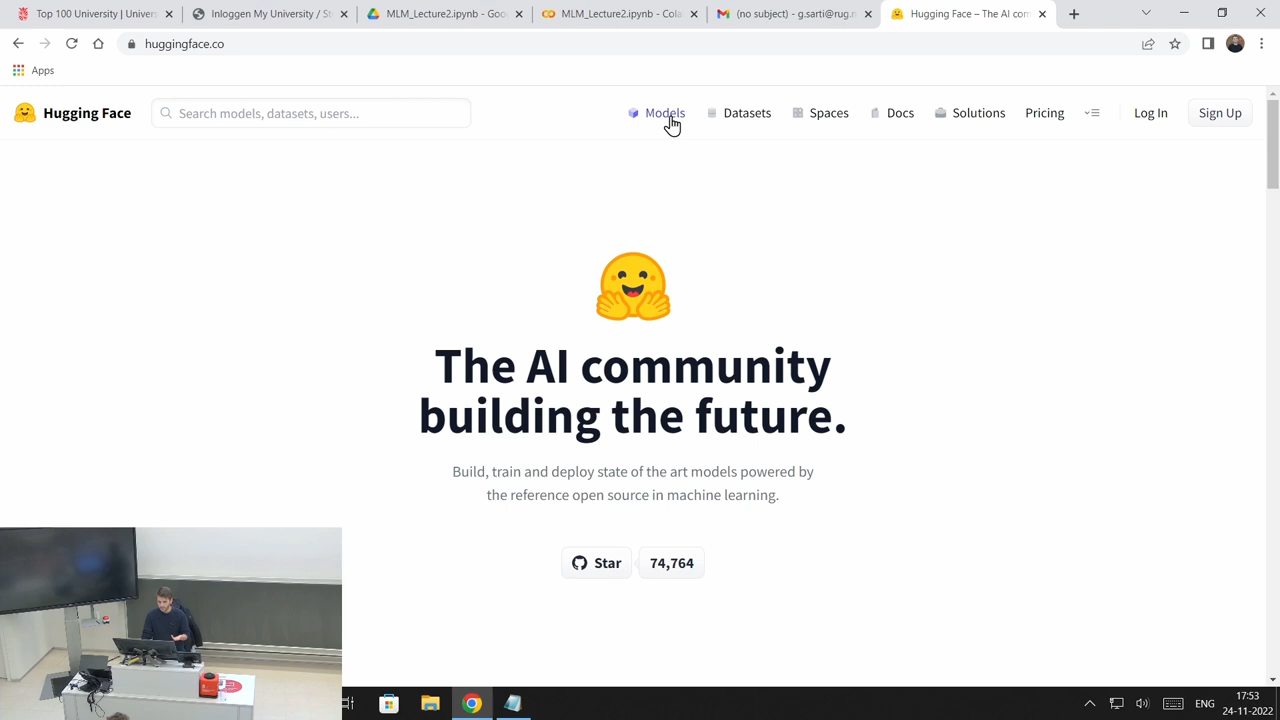 Top 100 University | Univers
Inloggen My University / St
MLM_Lecture2.ipynb - Goo
MLM_Lecture2.ipynb - Cola
(no subject) - g.sarti@rug.n
Hugging Face – The AI com
huggingface.co
Apps
Hugging Face
Search models, datasets, users...
Models
Datasets
Spaces
Docs
Solutions
Pricing
Log In
Sign Up
The AI community
building the future.
Build, train and deploy state of the art models powered by
the reference open source in machine learning.
Star
74,764
ENG
17:53
24-11-2022